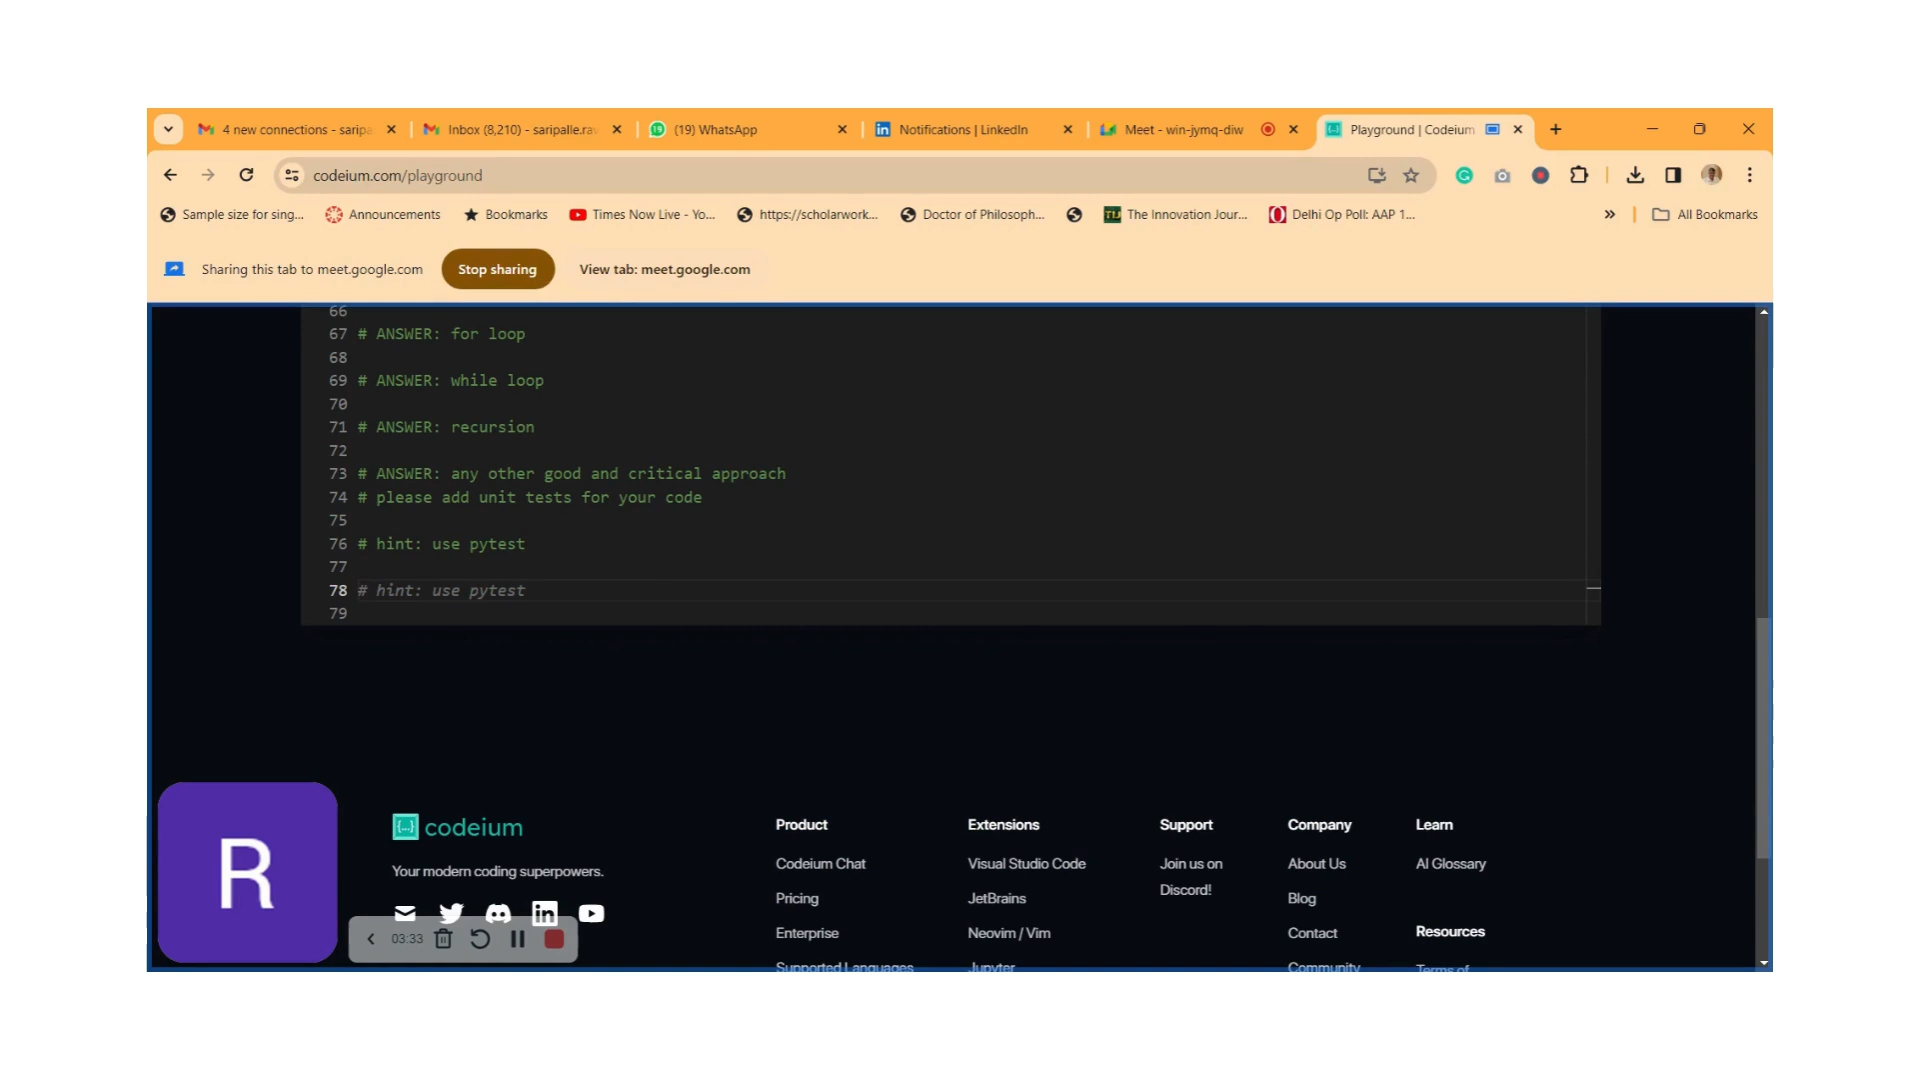 4 new connections - saripa
Inbox (8,210) - saripalle.rav
(19) WhatsApp
Notifications | LinkedIn
Meet - win-jymq-diw
Playground | Codeium
codeium.com/playground
Sample size for sing...
Announcements
Bookmarks
Times Now Live - Yo...
https://scholarwork...
Doctor of Philosoph...
The Innovation Jour...
Delhi Op Poll: AAP 1...
»
All Bookmarks
Sharing this tab to meet.google.com
Stop sharing
View tab: meet.google.com
66
67 # ANSWER: for loop
68
69 # ANSWER: while loop
70
71 # ANSWER: recursion
72
73 # ANSWER: any other good and critical approach
74 # please add unit tests for your code
75
76 # hint: use pytest
77
78 # hint: use pytest
79
R
{...} codeium
Your modern coding superpowers.
03:33
Product
Codeium Chat
Pricing
Enterprise
Supported Languages
Extensions
Visual Studio Code
JetBrains
Neovim / Vim
Jupyter
Support
Join us on
Discord!
Company
About Us
Blog
Contact
Community
Learn
AI Glossary
Resources
Terms of